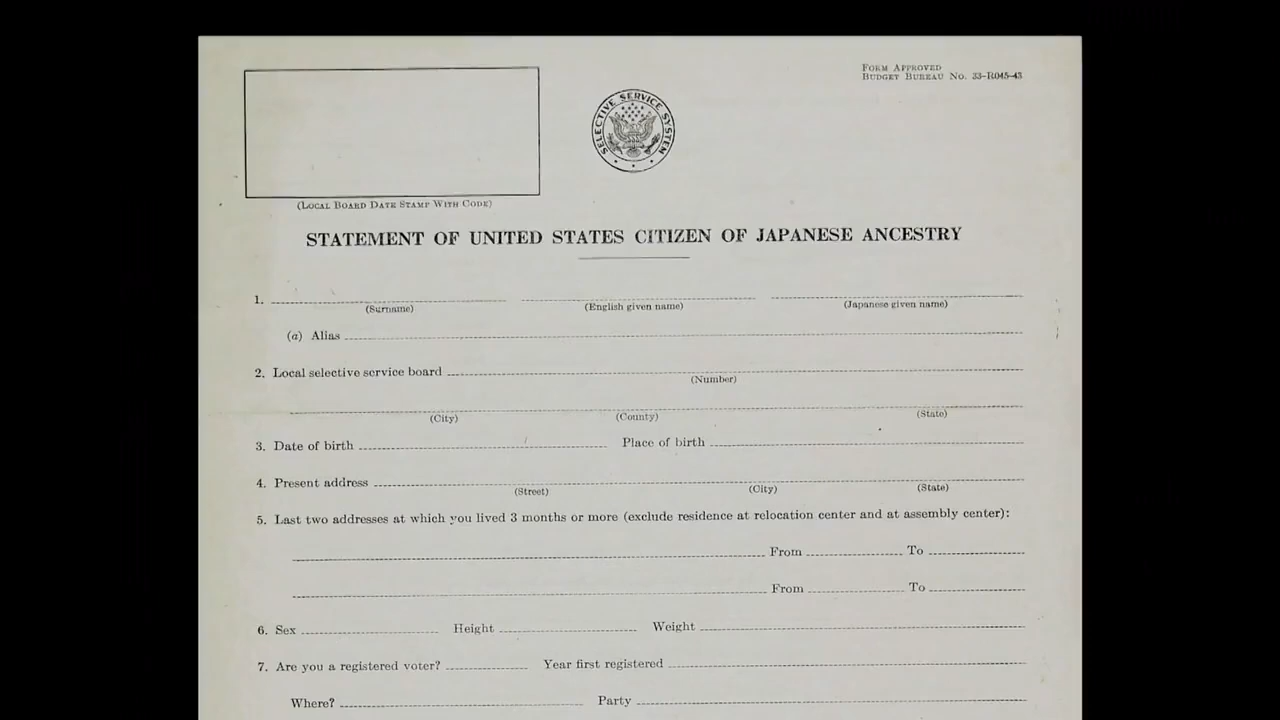 FORM APPROVED
BUDGET BUREAU NO. 33-R045-43
SELECTIVE SERVICE SYSTEM
(LOCAL BOARD DATE STAMP WITH CODE)
STATEMENT OF UNITED STATES CITIZEN OF JAPANESE ANCESTRY
1.
(Surname) (English given name) (Japanese given name)
(a) Alias
2. Local selective service board
(Number)
(City) (County) (State)
3. Date of birth Place of birth
4. Present address
(Street) (City) (State)
5. Last two addresses at which you lived 3 months or more (exclude residence at relocation center and at assembly center):
From To
From To
6. Sex Height Weight
7. Are you a registered voter? Year first registered
Where? Party